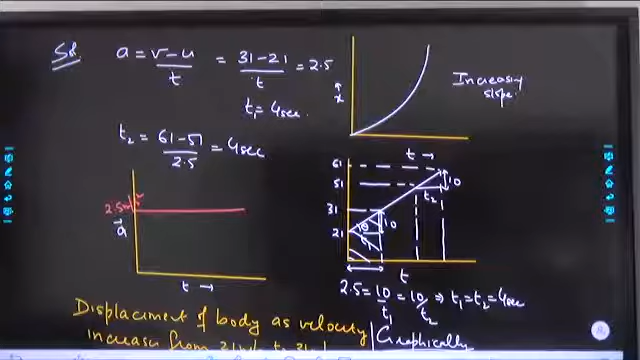 Sol
a = v-u/t = 31-21/t = 2.5
t₁ = 4sec.
t₂ = 61-51/2.5 = 4sec
x →
Increasing slope.
t →
2.5
a⃗
t →
61
51
31
21
10
t₂
θ
10
t
2.5 = 10/t₁ = 10/t₂ ⇒ t₁ = t₂ = 4sec
Displacement of body as velocity
increase from
Graphically